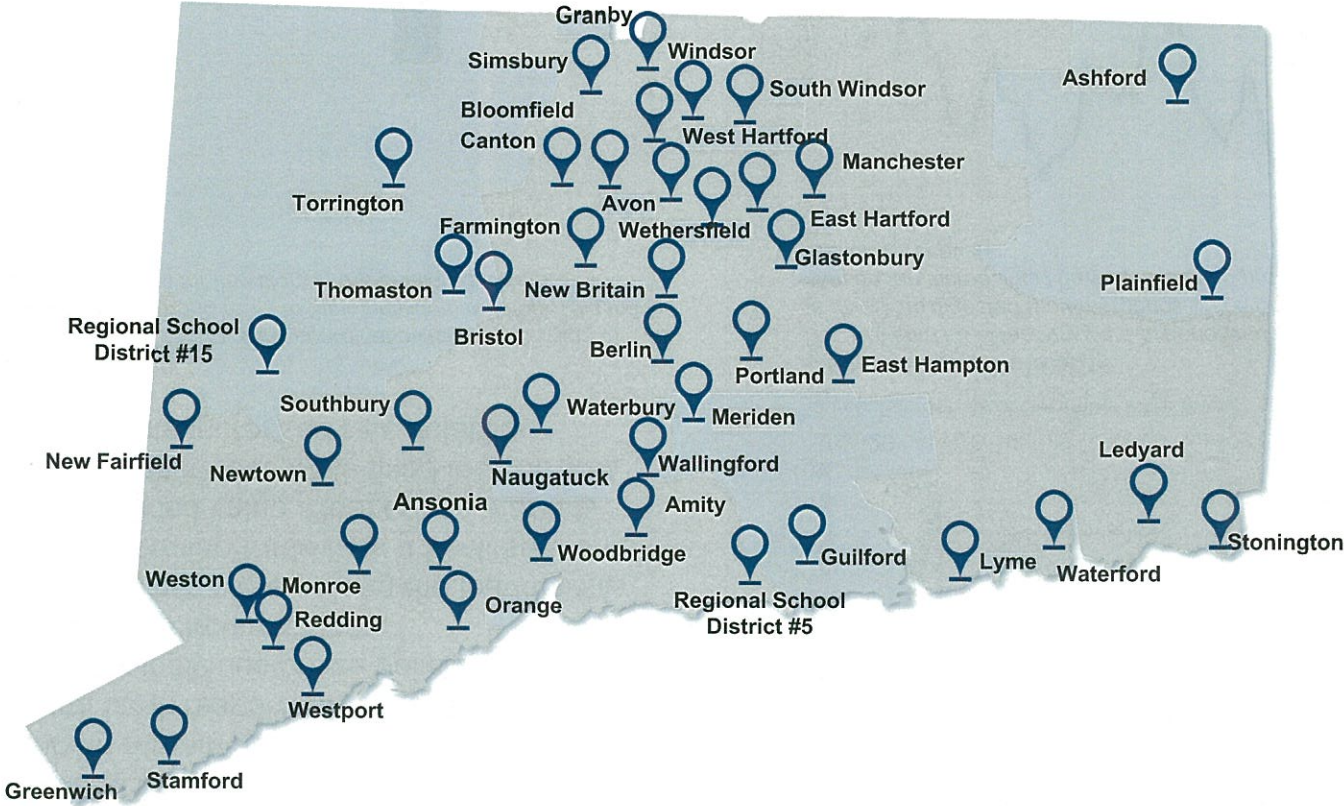 Granby
Windsor
Simsbury
Ashford
South Windsor
Bloomfield
West Hartford
Canton
Manchester
Torrington
Avon
East Hartford
Farmington
Wethersfield
Glastonbury
Plainfield
Thomaston
New Britain
Regional School
District #15
Bristol
Berlin
East Hampton
Portland
Southbury
Waterbury
Meriden
New Fairfield
Newtown
Naugatuck
Wallingford
Ledyard
Ansonia
Amity
Woodbridge
Guilford
Stonington
Lyme
Waterford
Weston
Monroe
Redding
Orange
Regional School
District #5
Westport
Greenwich
Stamford